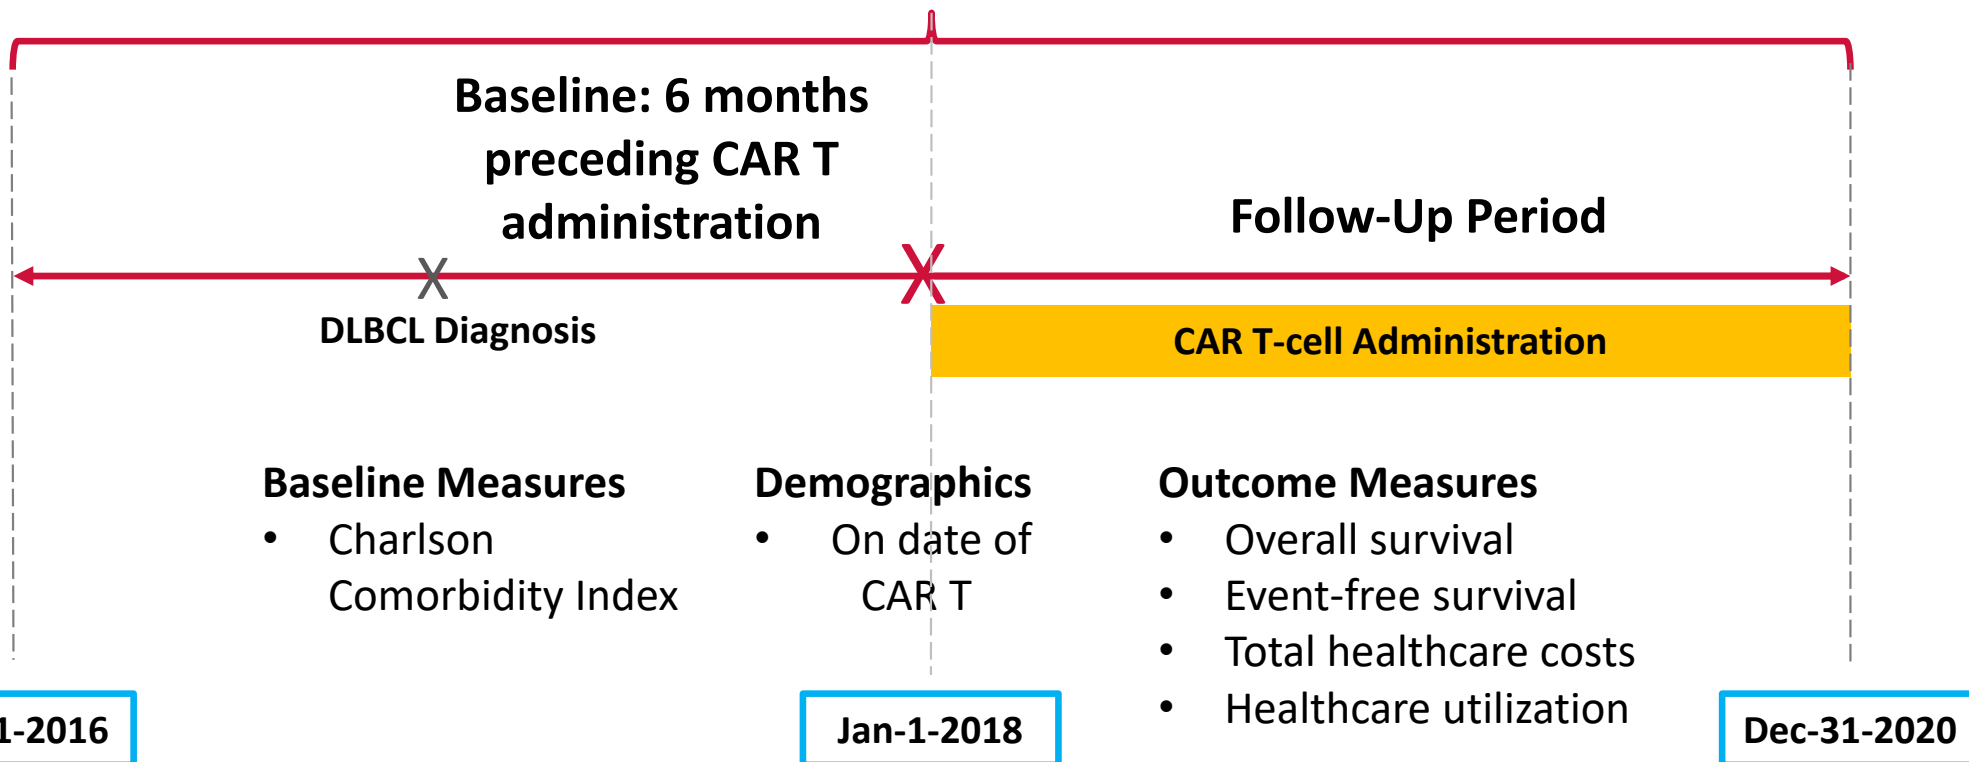 Baseline: 6 months
preceding CAR T
administration
Follow-Up Period
DLBCL Diagnosis
CAR T-cell Administration
Baseline Measures
• Charlson
Comorbidity Index
Demographics
• On date of
CAR T
Outcome Measures
• Overall survival
• Event-free survival
• Total healthcare costs
• Healthcare utilization
1-2016
Jan-1-2018
Dec-31-2020